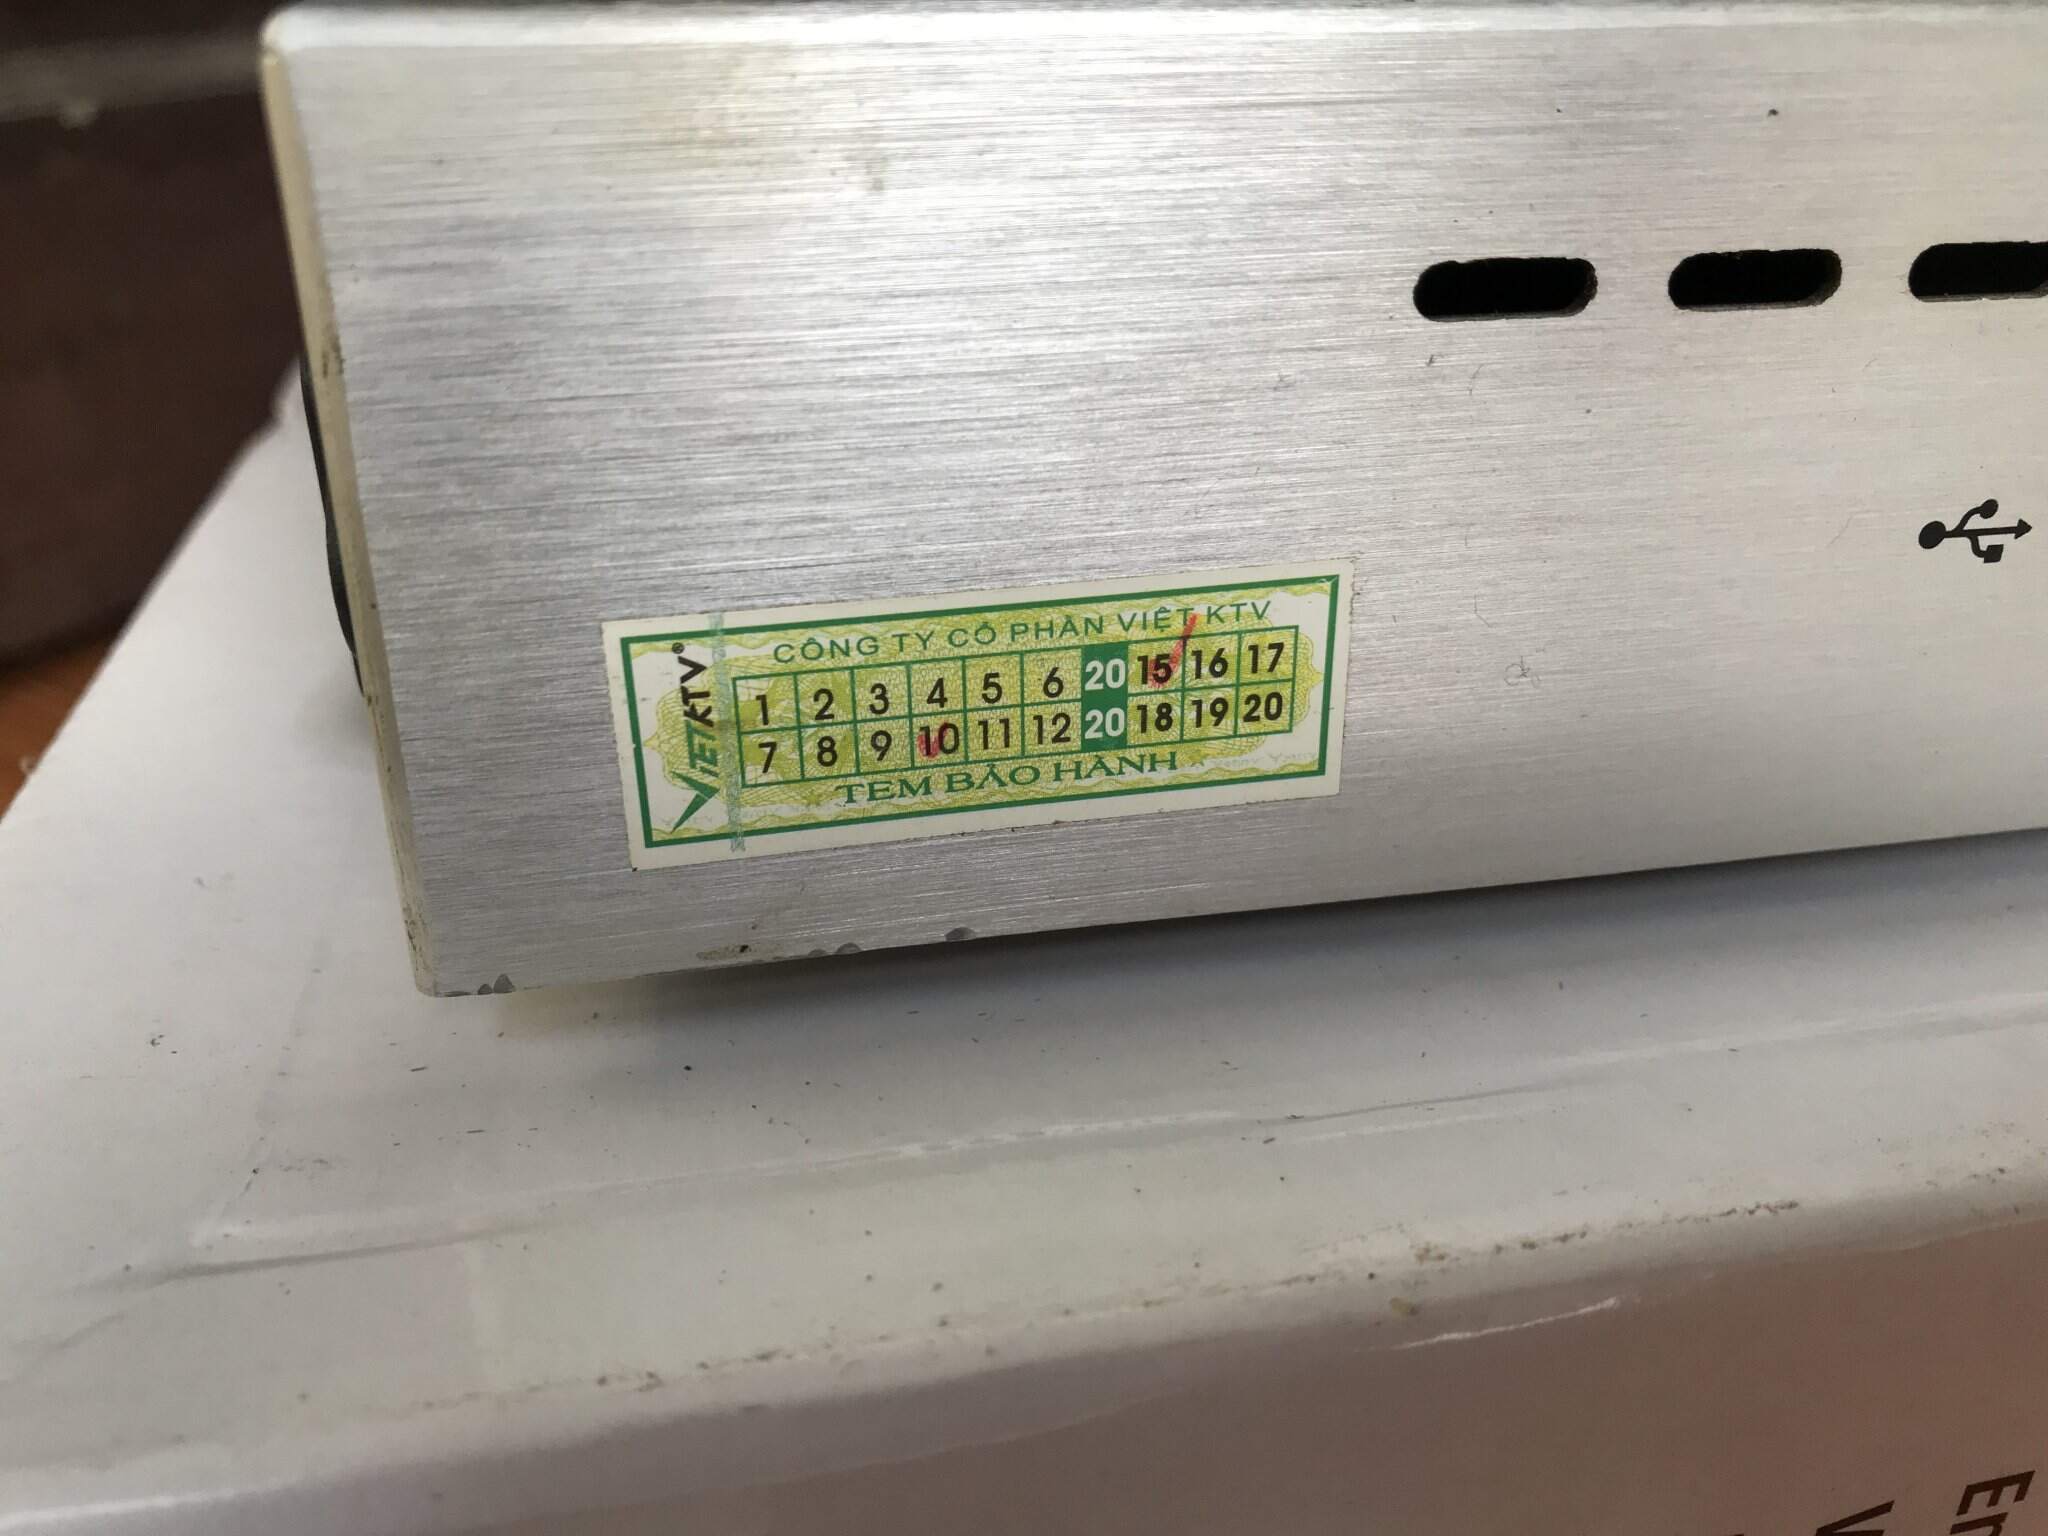 CÔNG TY CỔ PHẦN VIỆT KTV
VIETKTV®
1 2 3 4 5 6 20 15 16 17
7 8 9 10 11 12 20 18 19 20
TEM BẢO HÀNH
En
V